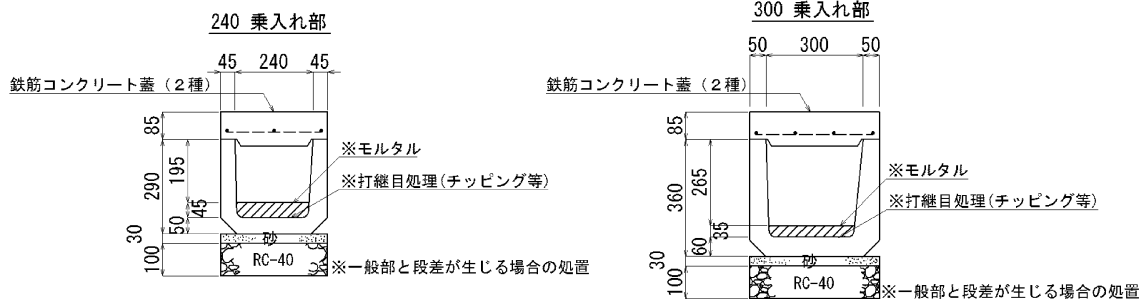 240 乗入れ部
45 240 45
鉄筋コンクリート蓋(2種)
85
290
195
45
50
30
100
※モルタル
※打継目処理(チッピング等)
砂
RC-40
※一般部と段差が生じる場合の処置
300 乗入れ部
50 300 50
鉄筋コンクリート蓋(2種)
85
360
265
35
60
30
100
※モルタル
※打継目処理(チッピング等)
砂
RC-40
※一般部と段差が生じる場合の処置